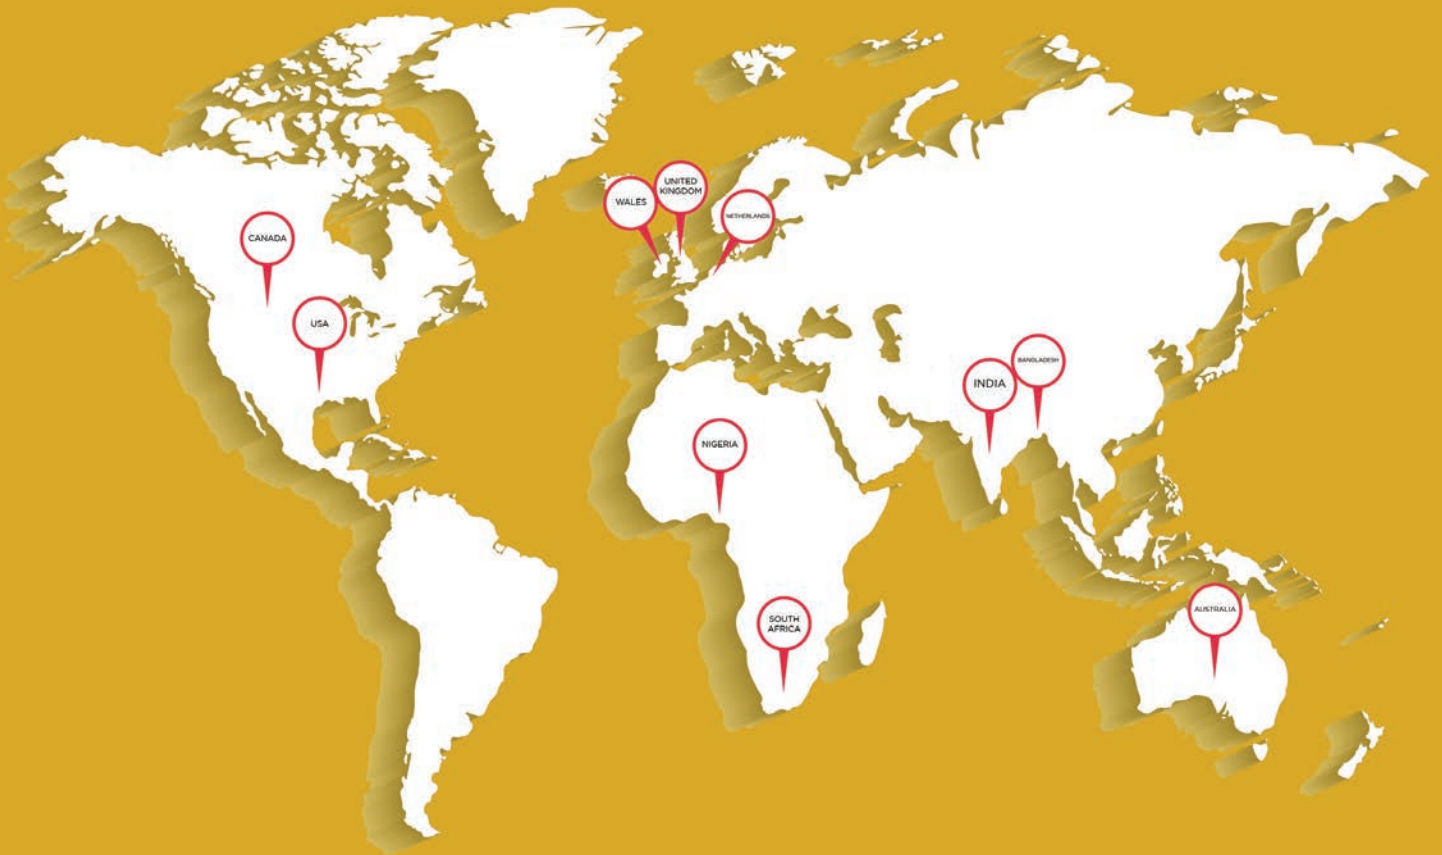 UNITED
KINGDOM
WALES
NETHERLANDS
CANADA
USA
BANGLADESH
INDIA
NIGERIA
SOUTH
AFRICA
AUSTRALIA